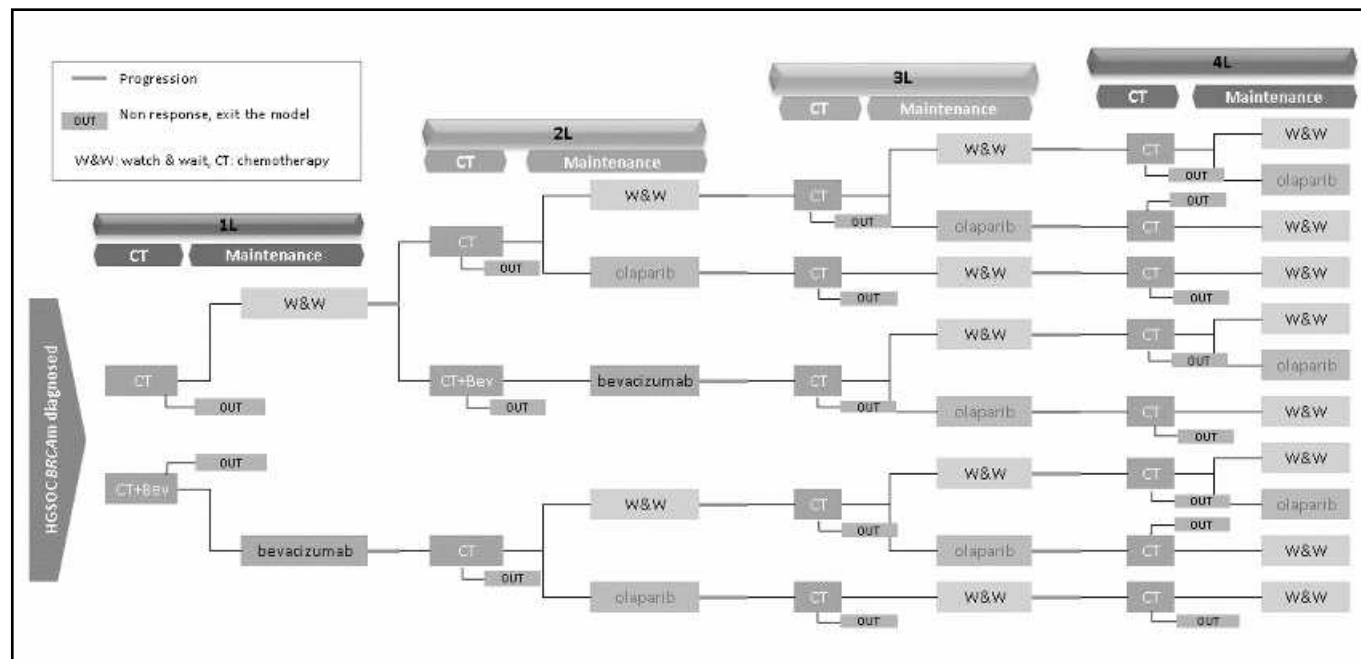 Progression
OUT Non response, exit the model
W&W: watch & wait, CT: chemotherapy
1L
CT Maintenance
2L
CT Maintenance
3L
CT Maintenance
4L
CT Maintenance
HGSOC BRCAm diagnosed
CT
OUT
W&W
CT+Bev
OUT
bevacizumab
CT
OUT
W&W
olaparib
CT+Bev
OUT
bevacizumab
CT
OUT
W&W
olaparib
CT
OUT
W&W
olaparib
CT
OUT
W&W
CT
OUT
W&W
olaparib
CT
OUT
W&W
olaparib
CT
OUT
W&W
CT
OUT
W&W
olaparib
CT
OUT
W&W
CT
OUT
W&W
CT
OUT
W&W
olaparib
CT
OUT
W&W
CT
OUT
W&W
olaparib
CT
OUT
W&W
CT
OUT
W&W